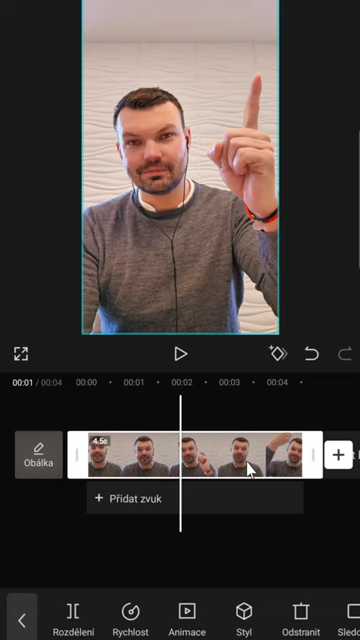 00:01 / 00:04 00:00 00:01 00:02 00:03 00:04
4.5s
Obálka
+ Přidat zvuk
Rozdělení Rychlost Animace Styl Odstranit